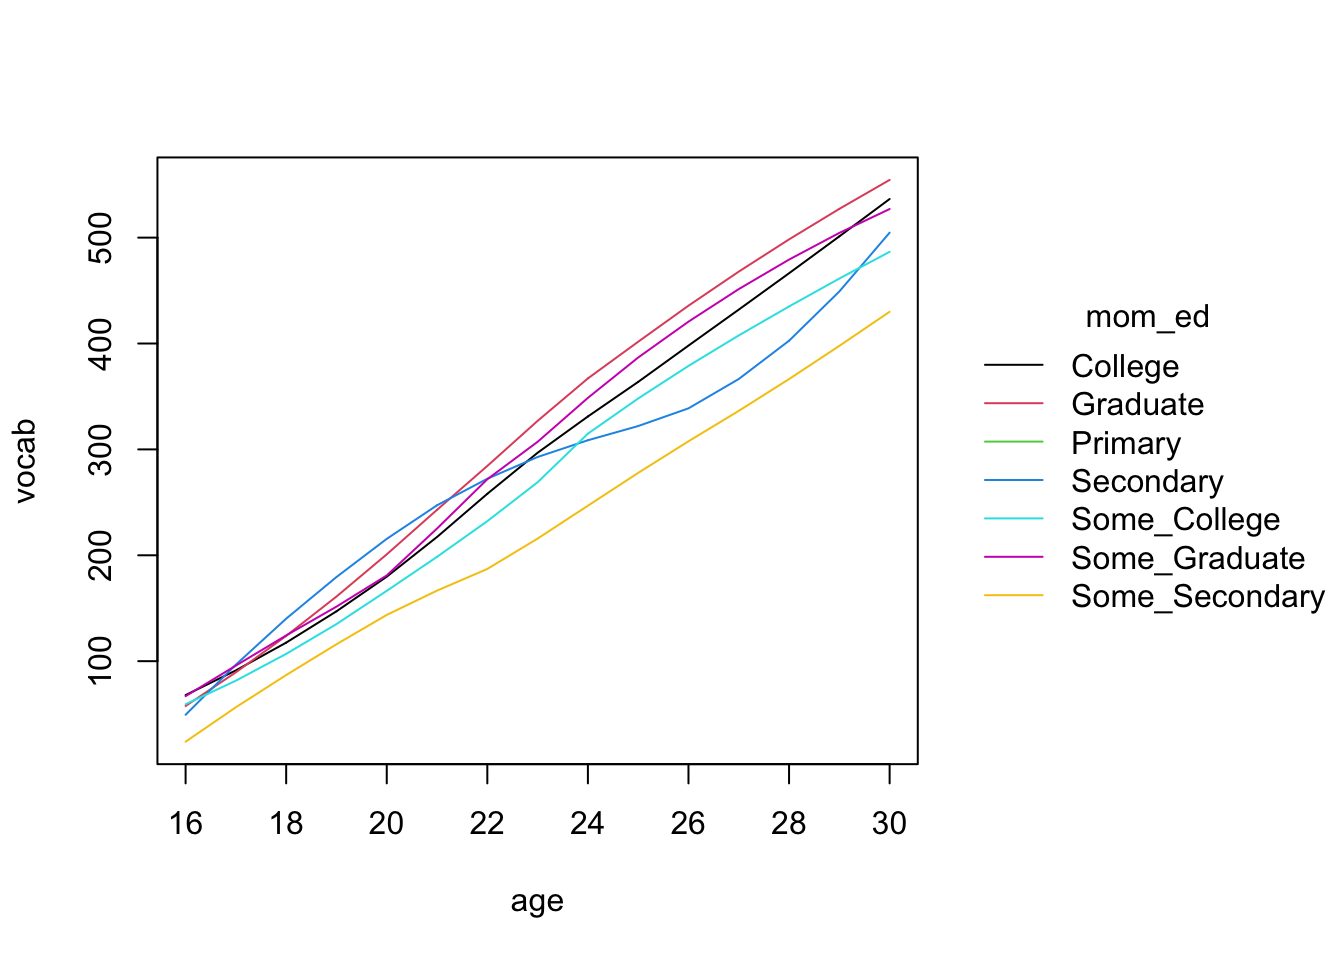 500
400
300
200
100
vocab
16 18 20 22 24 26 28 30
age
mom_ed
College
Graduate
Primary
Secondary
Some_College
Some_Graduate
Some_Secondary